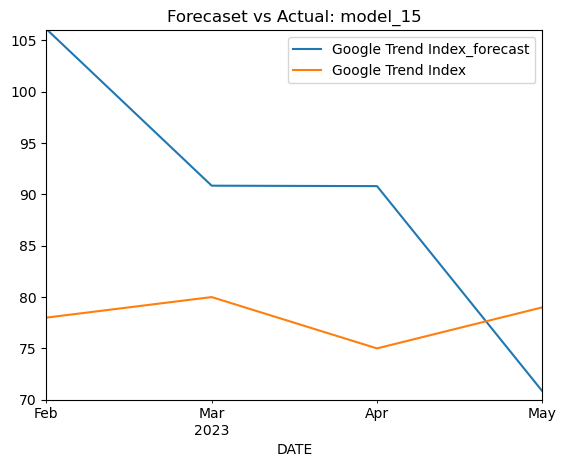 Forecaset vs Actual: model_15
Google Trend Index_forecast
Google Trend Index
105
100
95
90
85
80
75
70
Feb
Mar
Apr
May
2023
DATE